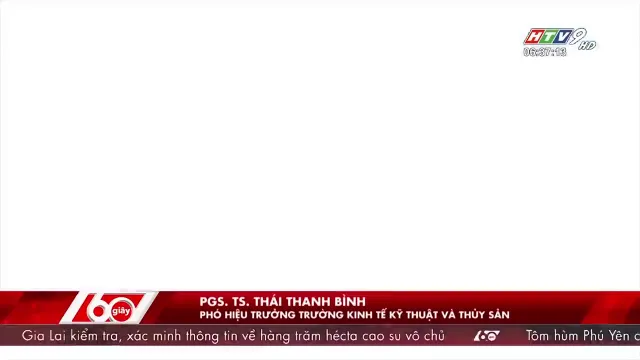 HTV9 HD
06:37:13
60 giây
PGS. TS. THÁI THANH BÌNH
PHÓ HIỆU TRƯỞNG TRƯỜNG KINH TẾ KỸ THUẬT VÀ THỦY SẢN
Gia Lai kiểm tra, xác minh thông tin về hàng trăm hécta cao su vô chủ 60 Tôm hùm Phú Yên